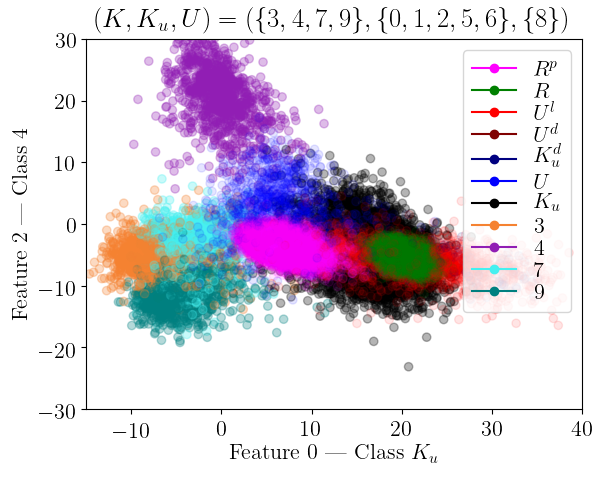 (K, K_u, U) = ({3, 4, 7, 9}, {0, 1, 2, 5, 6}, {8})
30
20
10
0
−10
−20
−30
Feature 2 — Class 4
R^p
R
U^l
U^d
K_u^d
U
K_u
3
4
7
9
−10
0
10
20
30
40
Feature 0 — Class K_u